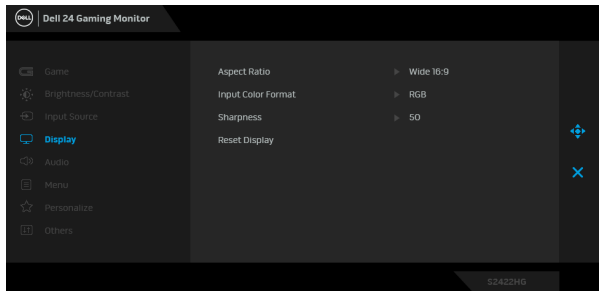 DELL Dell 24 Gaming Monitor
Game
Brightness/Contrast
Input Source
Display
Audio
Menu
Personalize
Others
Aspect Ratio Wide 16:9
Input Color Format RGB
Sharpness 50
Reset Display
S2422HG